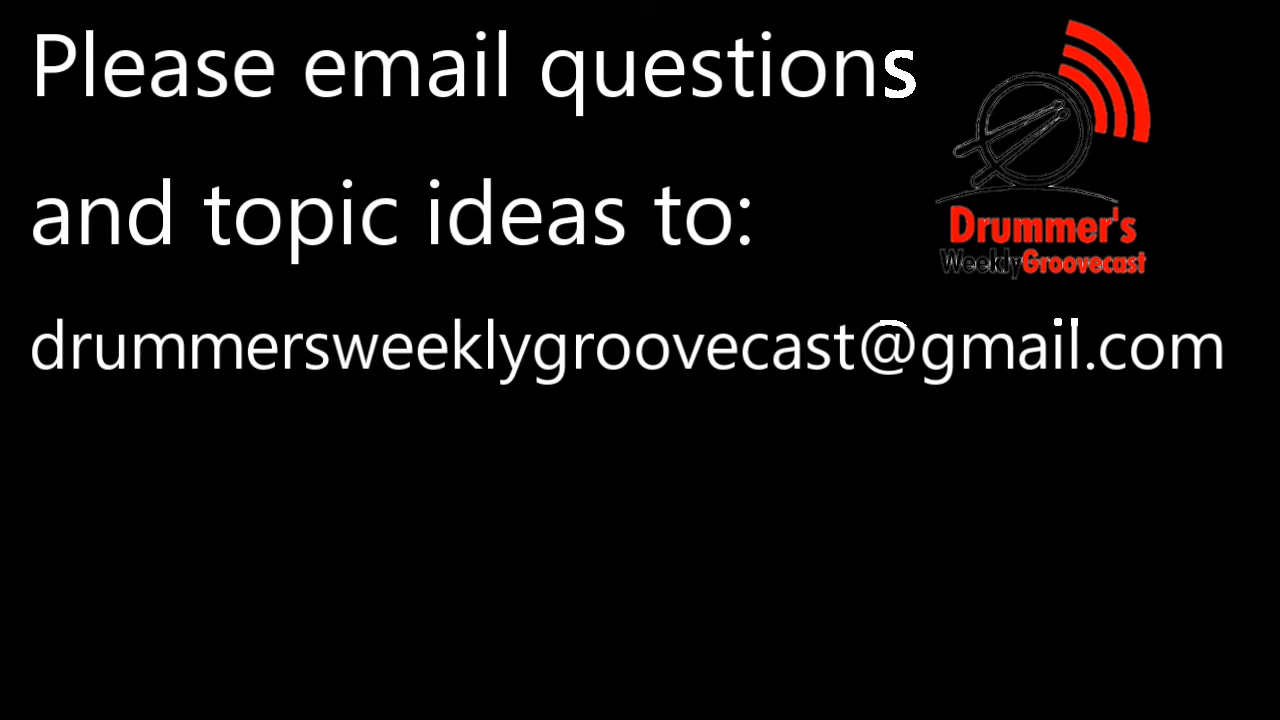 Please email questions
and topic ideas to:
drummersweeklygroovecast@gmail.com
Drummer's
WeeklyGroovecast